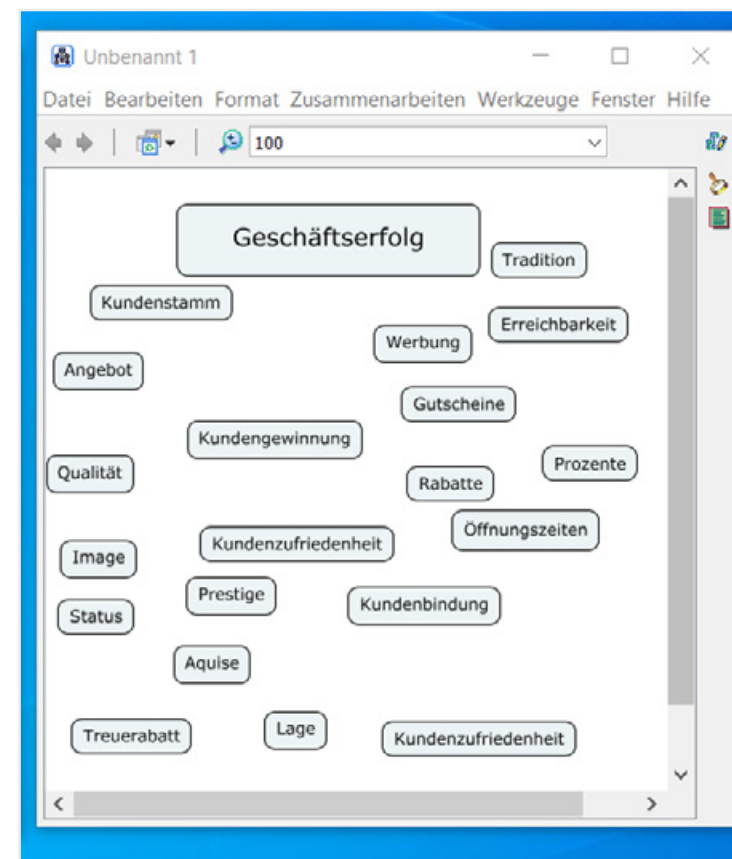 Unbenannt 1
Datei Bearbeiten Format Zusammenarbeiten Werkzeuge Fenster Hilfe
100
Geschäftserfolg
Tradition
Kundenstamm
Erreichbarkeit
Werbung
Angebot
Gutscheine
Kundengewinnung
Prozente
Qualität
Rabatte
Öffnungszeiten
Kundenzufriedenheit
Image
Prestige
Kundenbindung
Status
Aquise
Lage
Treuerabatt
Kundenzufriedenheit